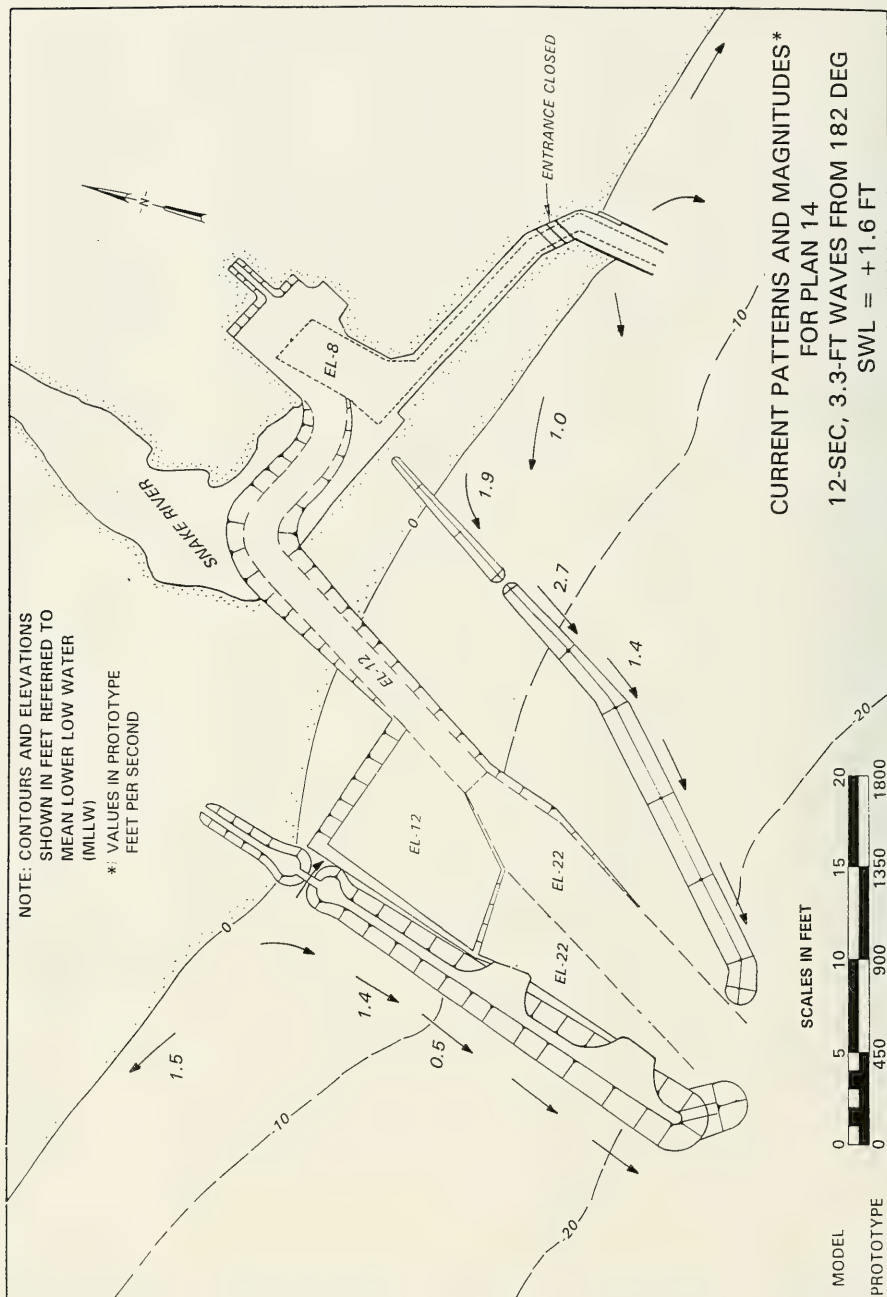 NOTE: CONTOURS AND ELEVATIONS
SHOWN IN FEET REFERRED TO
MEAN LOWER LOW WATER
(MLLW)
*: VALUES IN PROTOTYPE
FEET PER SECOND
-N-
SNAKE RIVER
EL-8
ENTRANCE CLOSED
EL-12
EL-12
EL-22
EL-22
0
0
1.5
1.4
0.5
1.9
1.0
2.7
1.4
-10
-10
-20
-20
CURRENT PATTERNS AND MAGNITUDES*
FOR PLAN 14
12-SEC, 3.3-FT WAVES FROM 182 DEG
SWL = +1.6 FT
SCALES IN FEET
MODEL 0 5 10 15 20
PROTOTYPE 0 450 900 1350 1800